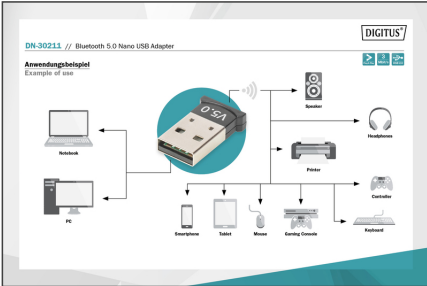 DIGITUS®
DN-30211 // Bluetooth 5.0 Nano USB Adapter
Anwendungsbeispiel
Example of use
V5.0
Speaker
Headphones
Notebook
Printer
Controller
PC
Smartphone
Tablet
Mouse
Gaming Console
Keyboard